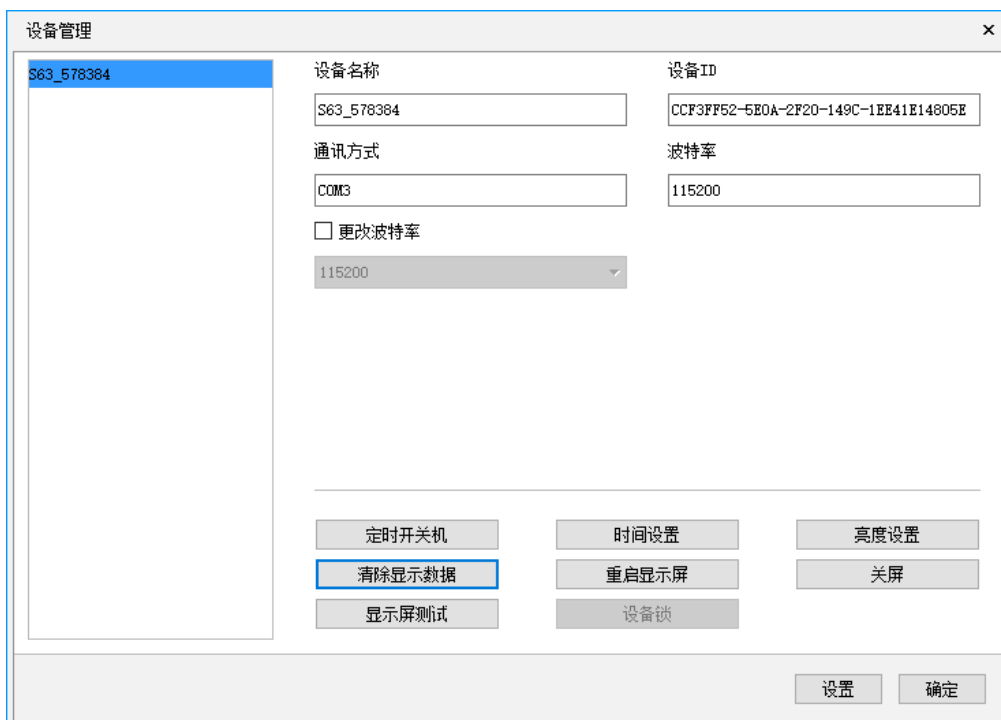 设备管理
S63_578384
设备名称
设备ID
S63_578384
CCF3FF52-5E0A-2F20-149C-1EE41E14805E
通讯方式
波特率
COM3
115200
更改波特率
115200
定时开关机
时间设置
亮度设置
清除显示数据
重启显示屏
关屏
显示屏测试
设备锁
设置
确定